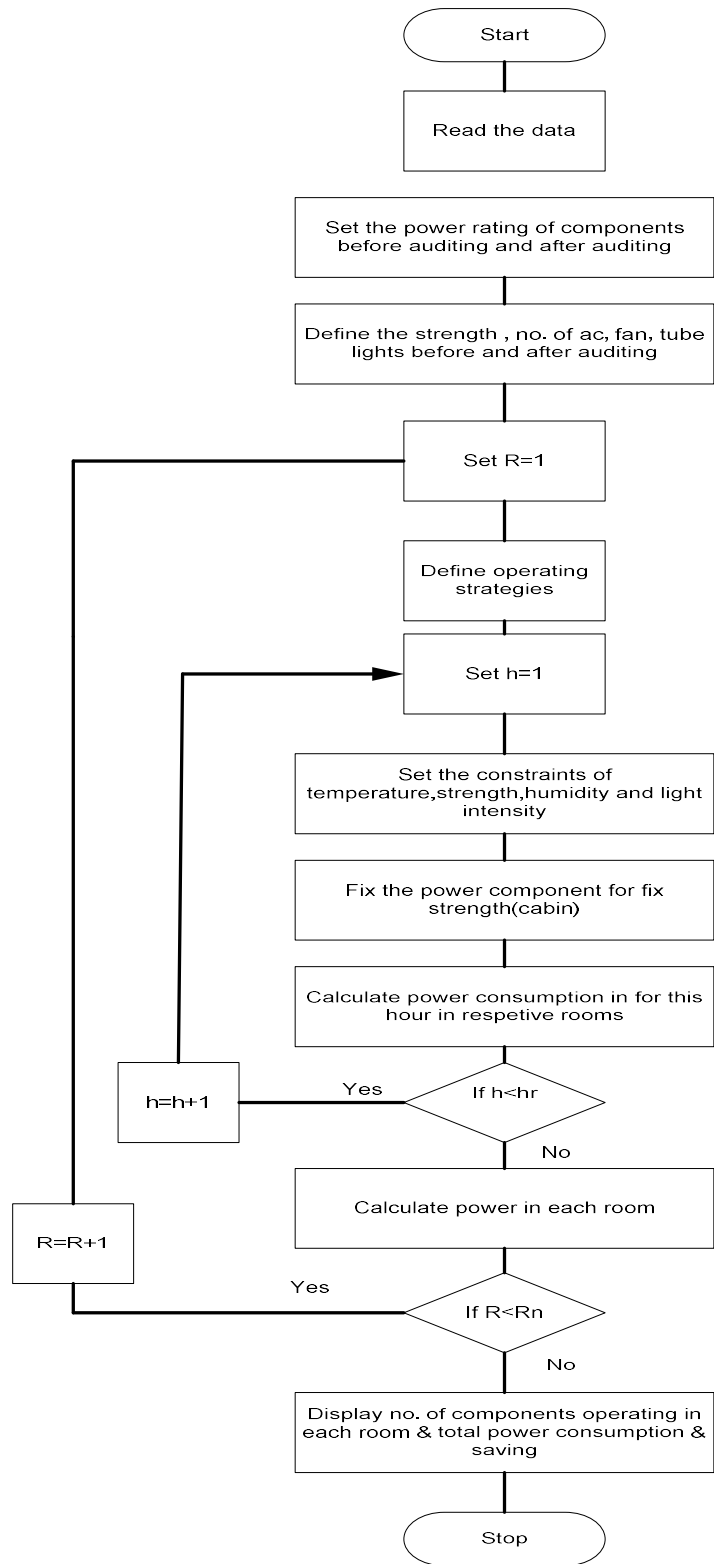 Start
Read the data
Set the power rating of components
before auditing and after auditing
Define the strength , no. of ac, fan, tube
lights before and after auditing
Set R=1
Define operating
strategies
Set h=1
Set the constraints of
temperature,strength,humidity and light
intensity
Fix the power component for fix
strength(cabin)
Calculate power consumption in for this
hour in respetive rooms
If h<hr
Yes
h=h+1
No
Calculate power in each room
R=R+1
Yes
If R<Rn
No
Display no. of components operating in
each room & total power consumption &
saving
Stop